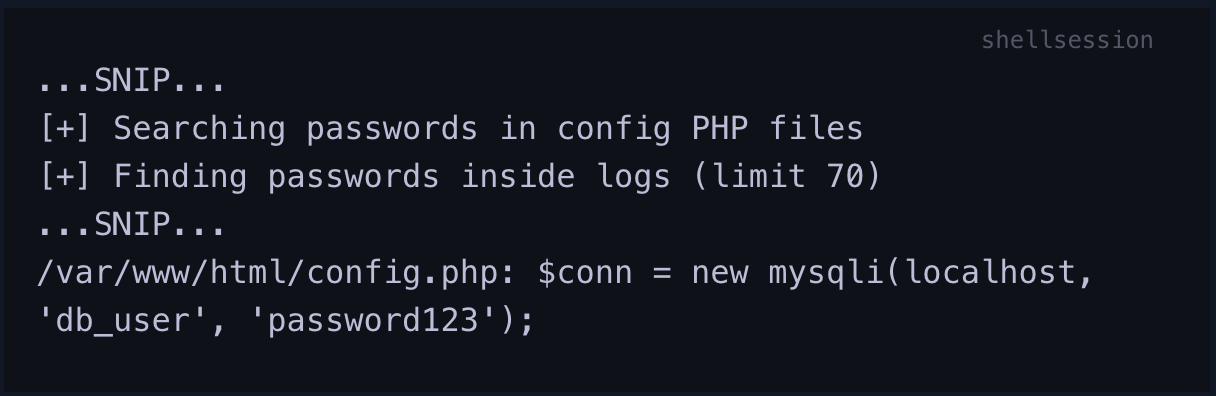 shellsession
...SNIP...
[+] Searching passwords in config PHP files
[+] Finding passwords inside logs (limit 70)
...SNIP...
/var/www/html/config.php: $conn = new mysqli(localhost,
'db_user', 'password123');